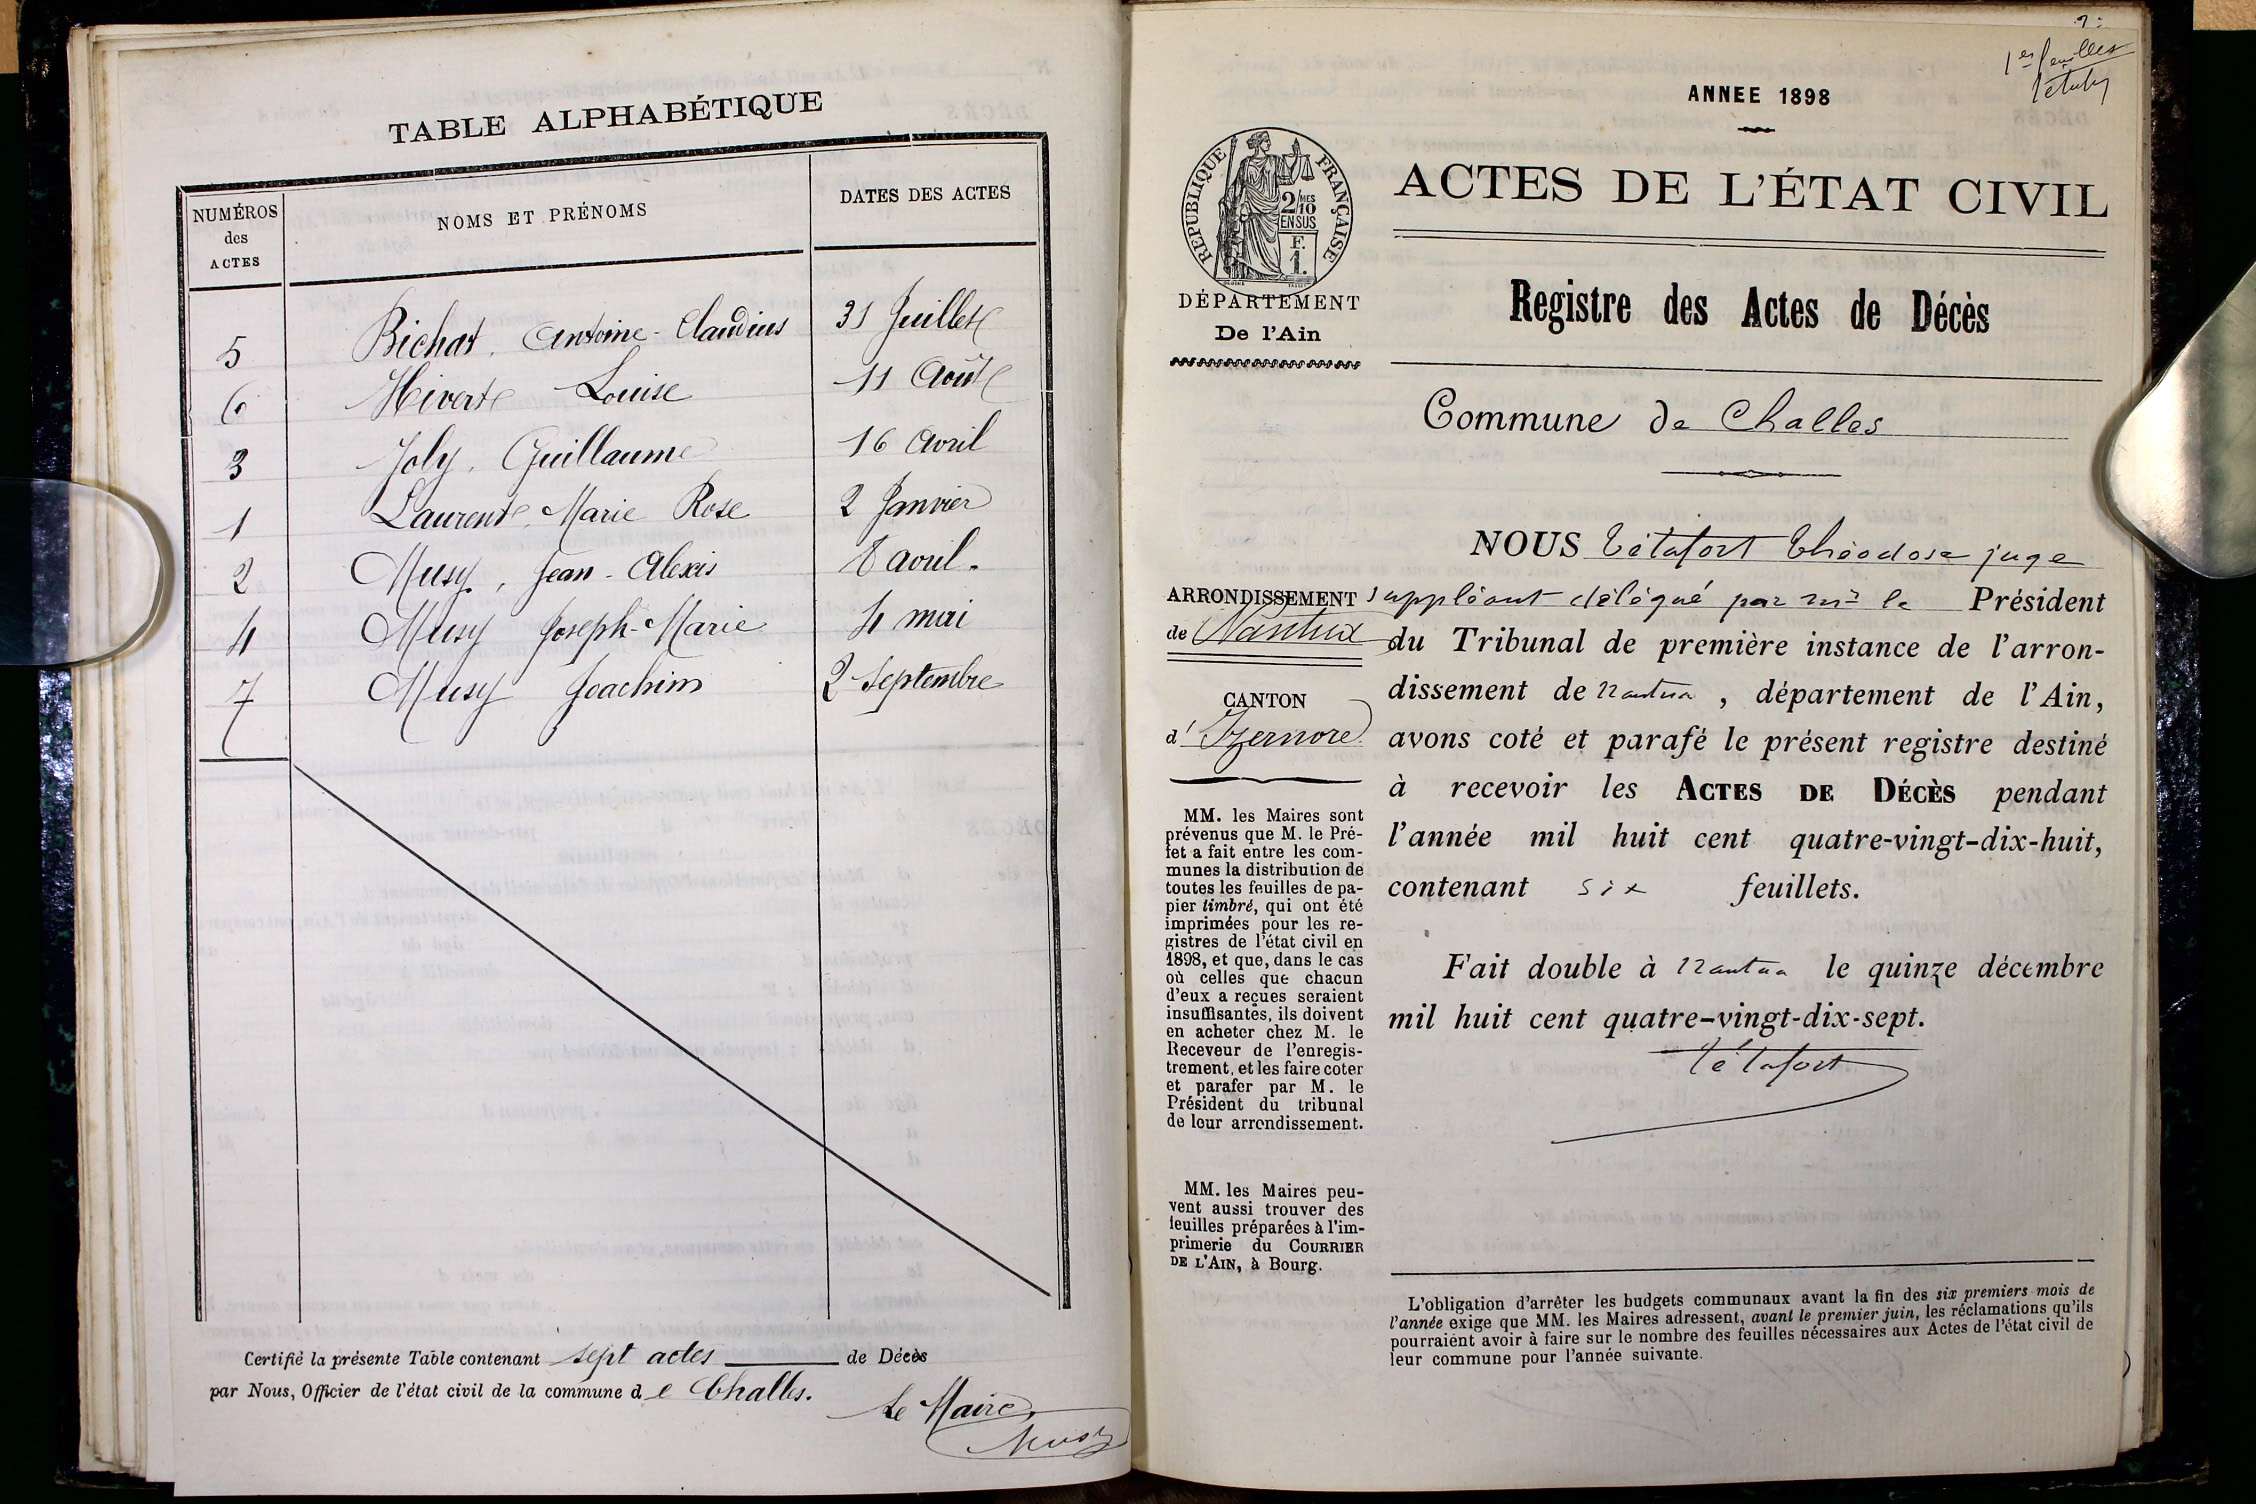 TABLE ALPHABÉTIQUE
NUMÉROS des ACTES
NOMS ET PRÉNOMS
DATES DES ACTES
5 Bichat, Antoine-Claudius 31 Juillet
6 Hivert Louise 11 Août
3 Joly, Guillaume 16 Avril
1 Laurent, Marie Rose 2 Janvier
2 Musy, Jean-Alexis 8 avril.
4 Musy Joseph-Marie 4 mai
7 Musy Joachim 2 Septembre
Certifié la présente Table contenant sept actes de Décès
par Nous, Officier de l'état civil de la commune de Challes.
Le Maire,
Musy
1er feuillet
ANNEE 1898
RÉPUBLIQUE FRANÇAISE
2/10 MES
EN SUS
F.
1.
DÉPARTEMENT
De l'Ain
ACTES DE L'ÉTAT CIVIL
Registre des Actes de Décès
Commune de Challes
ARRONDISSEMENT
de Nantua
CANTON
d'Izernore
MM. les Maires sont
prévenus que M. le Pré-
fet a fait entre les com-
munes la distribution de
toutes les feuilles de pa-
pier timbré, qui ont été
imprimées pour les re-
gistres de l'état civil en
1898, et que, dans le cas
où celles que chacun
d'eux a reçues seraient
insuffisantes, ils doivent
en acheter chez M. le
Receveur de l'enregis-
trement, et les faire coter
et parafer par M. le
Président du tribunal
de leur arrondissement.
MM. les Maires peu-
vent aussi trouver des
feuilles préparées à l'im-
primerie du COURRIER
DE L'AIN, à Bourg.
NOUS Tétafort Théodose juge
suppléant délégué par Mr le Président
du Tribunal de première instance de l'arron-
dissement de Nantua, département de l'Ain,
avons coté et parafé le présent registre destiné
à recevoir les ACTES DE DÉCÈS pendant
l'année mil huit cent quatre-vingt-dix-huit,
contenant six feuillets.
Fait double à Nantua le quinze décembre
mil huit cent quatre-vingt-dix-sept.
Tétafort
L'obligation d'arrêter les budgets communaux avant la fin des six premiers mois de
l'année exige que MM. les Maires adressent, avant le premier juin, les réclamations qu'ils
pourraient avoir à faire sur le nombre des feuilles nécessaires aux Actes de l'état civil de
leur commune pour l'année suivante.